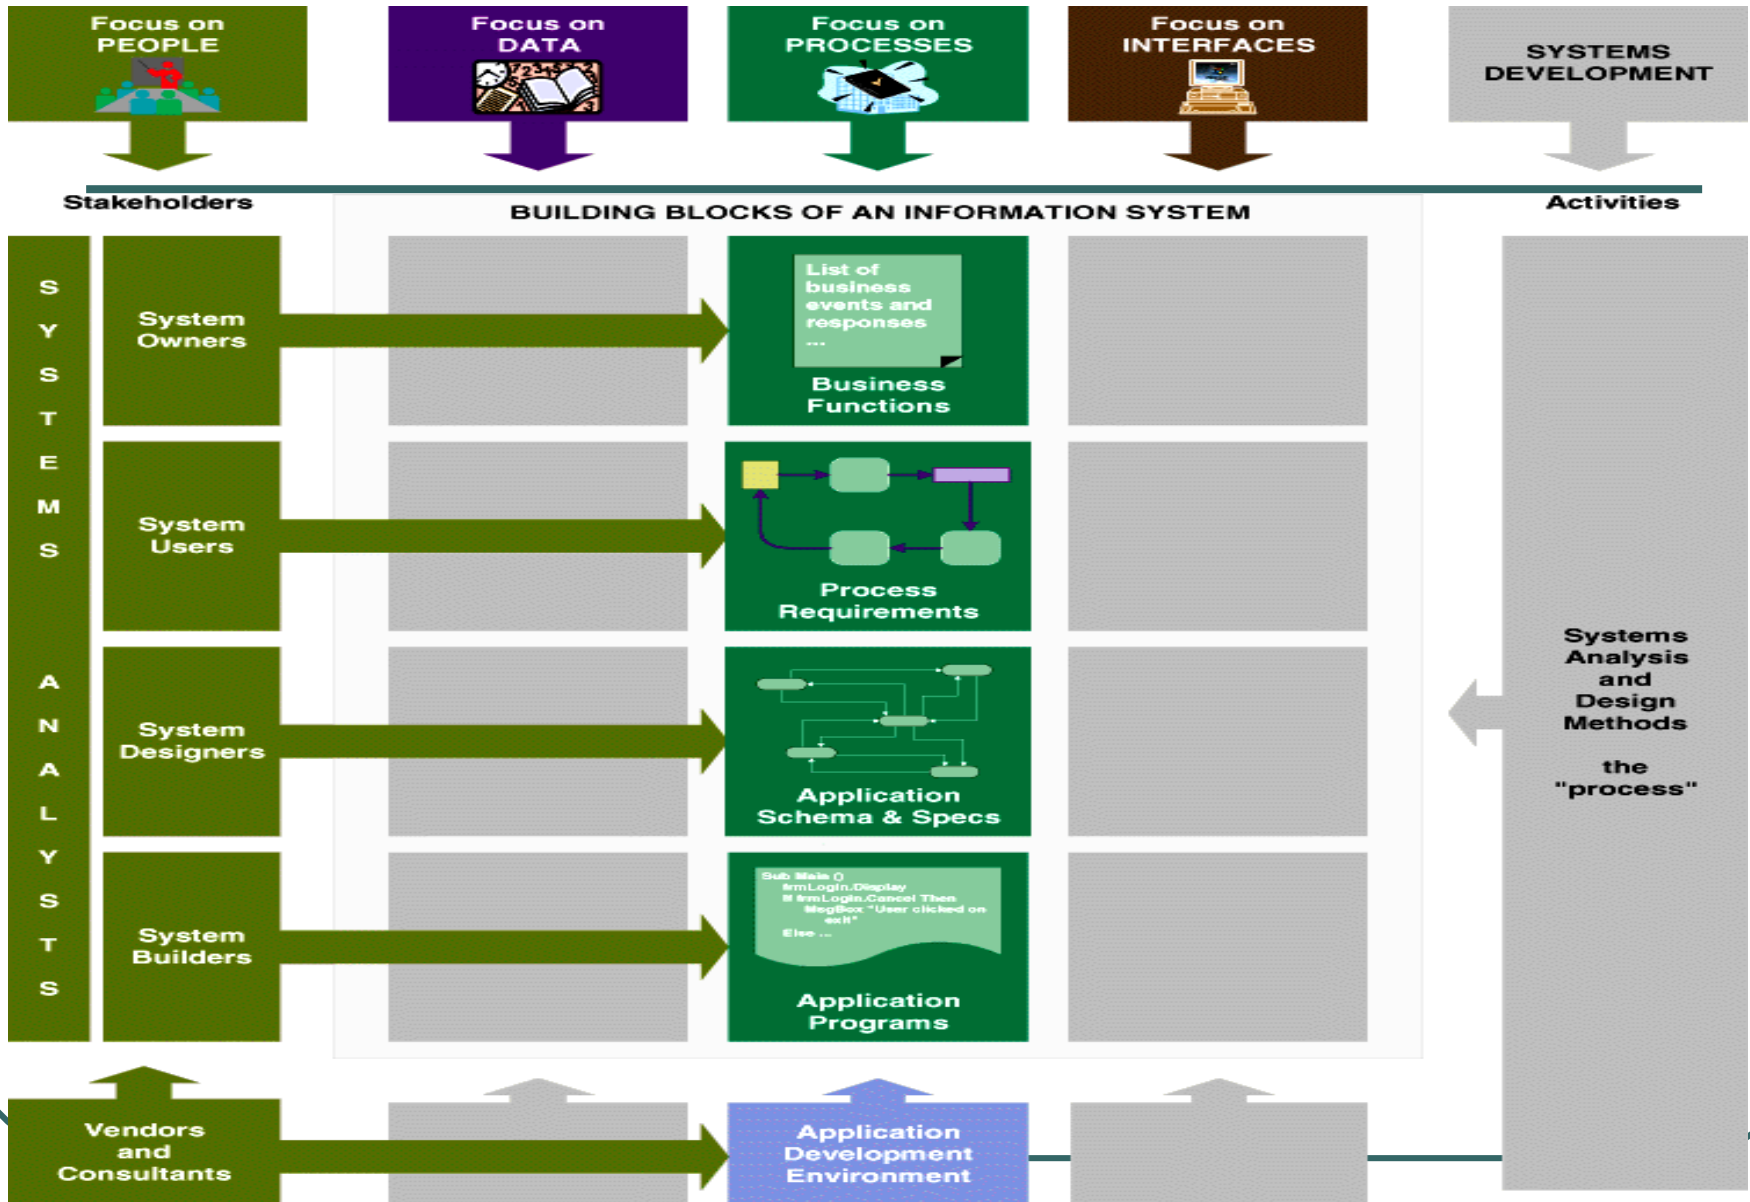 Focus on
PEOPLE
Focus on
DATA
Focus on
PROCESSES
Focus on
INTERFACES
SYSTEMS
DEVELOPMENT
Stakeholders
BUILDING BLOCKS OF AN INFORMATION SYSTEM
Activities
SYSTEMS ANALYSTS
System
Owners
List of
business
events and
responses
...
Business
Functions
System
Users
Process
Requirements
System
Designers
Application
Schema & Specs
System
Builders
Sub Main ()
frmLogin.Display
If frmLogin.Cancel Then
MsgBox "User clicked on
exit"
Else ...
Application
Programs
Systems
Analysis
and
Design
Methods
the
"process"
Vendors
and
Consultants
Application
Development
Environment